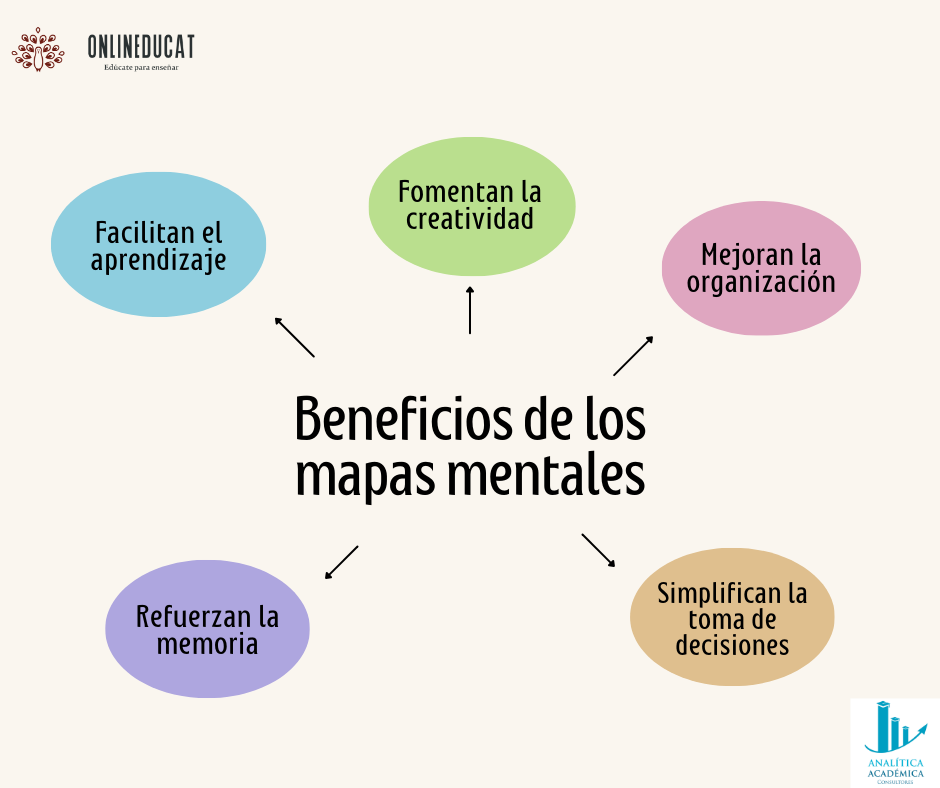 ONLINEDUCAT
Edúcate para enseñar
Fomentan la
creatividad
Facilitan el
aprendizaje
Mejoran la
organización
Beneficios de los
mapas mentales
Refuerzan la
memoria
Simplifican la
toma de
decisiones
ANALÍTICA
ACADÉMICA
CONSULTORES